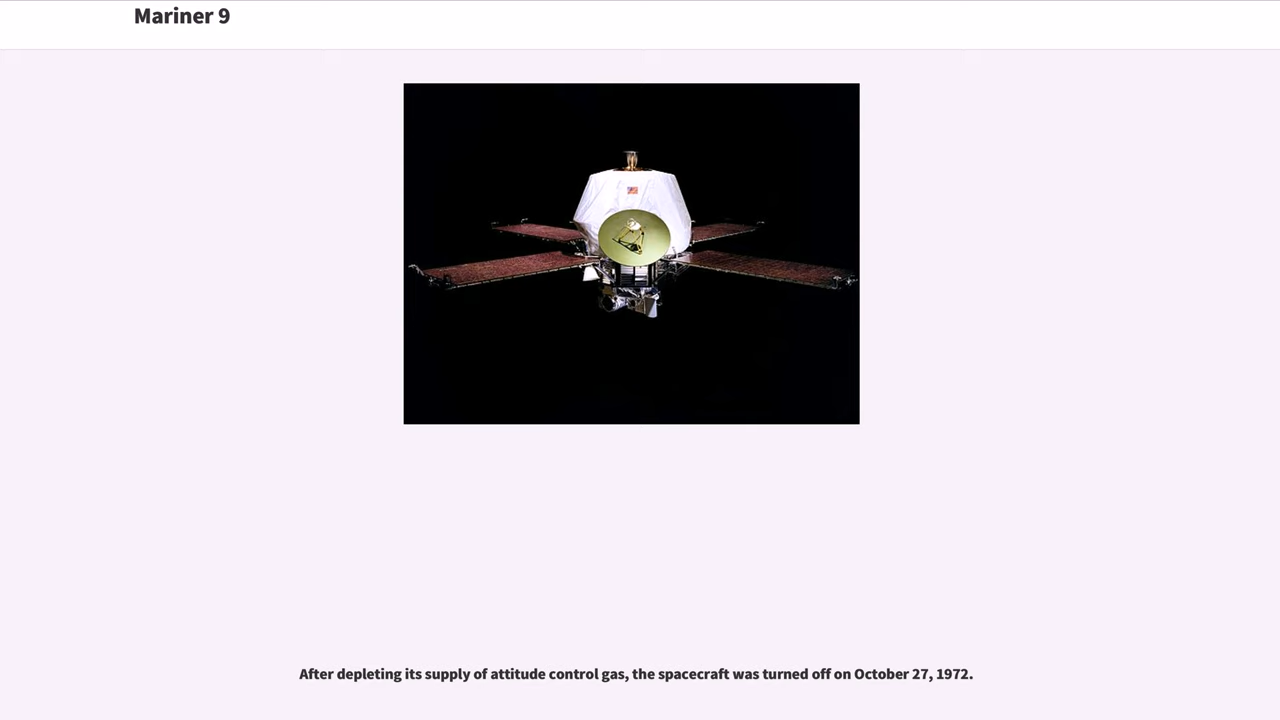 Mariner 9
After depleting its supply of attitude control gas, the spacecraft was turned off on October 27, 1972.